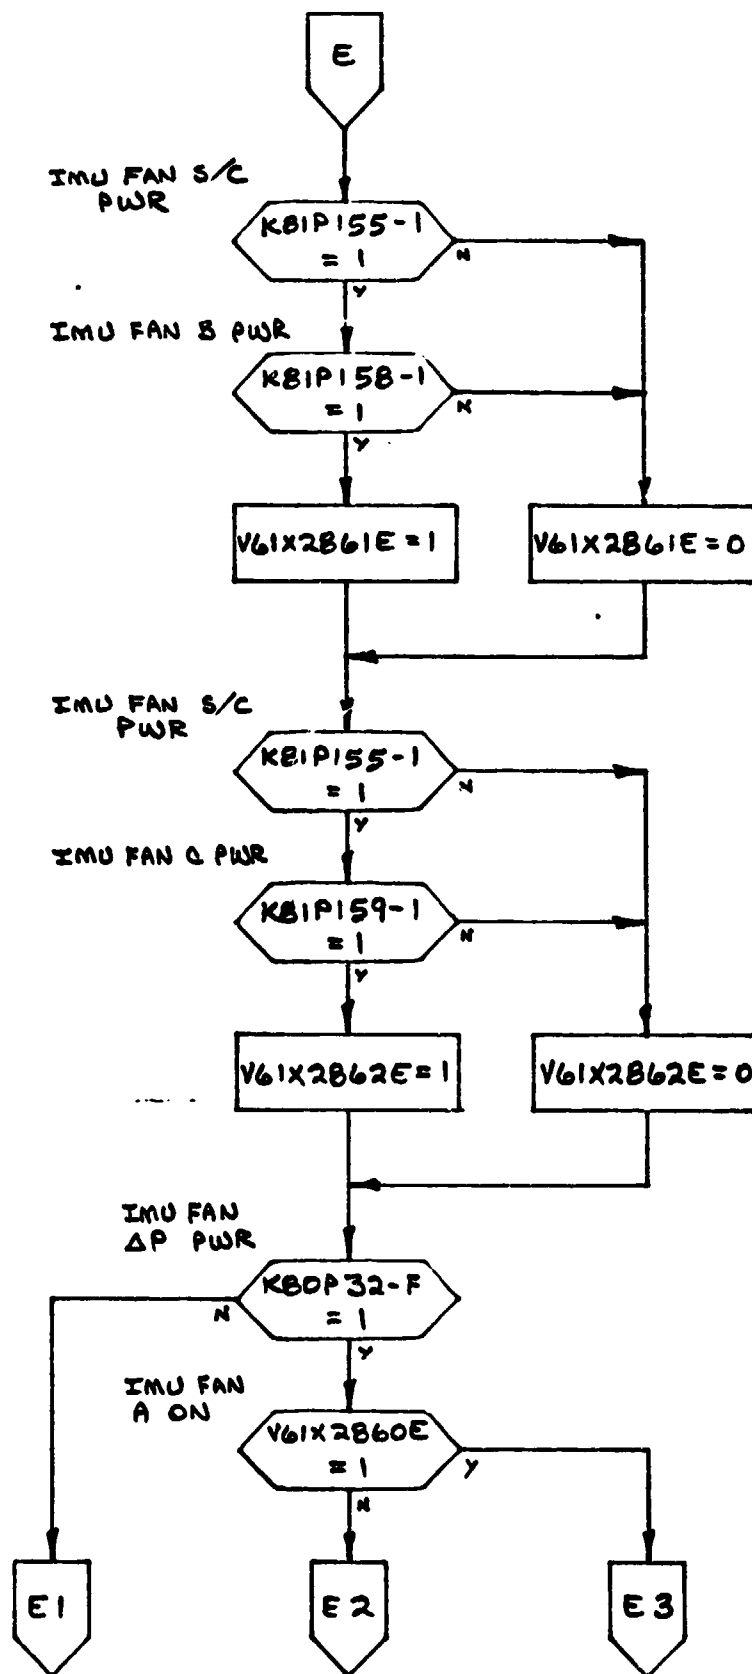 E
IMU FAN S/C
PWR
K81P155-1
= 1
N
Y
IMU FAN B PWR
K81P158-1
= 1
N
Y
V61X2861E = 1
V61X2861E = 0
IMU FAN S/C
PWR
K81P155-1
= 1
N
Y
IMU FAN C PWR
K81P159-1
= 1
N
Y
V61X2862E = 1
V61X2862E = 0
IMU FAN
ΔP PWR
K80P32-F
= 1
N
Y
IMU FAN
A ON
V61X2860E
= 1
Y
N
E1
E2
E3